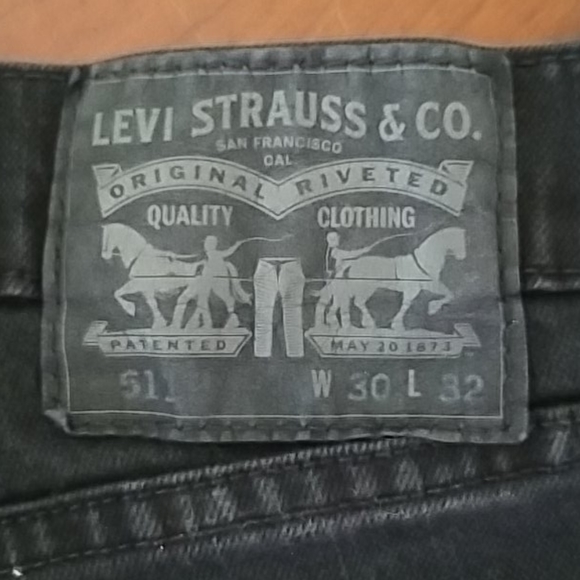 LEVI STRAUSS & CO.
SAN FRANCISCO
CAL
ORIGINAL RIVETED
QUALITY CLOTHING
PATENTED MAY 20 1873
511 W 30 L 32